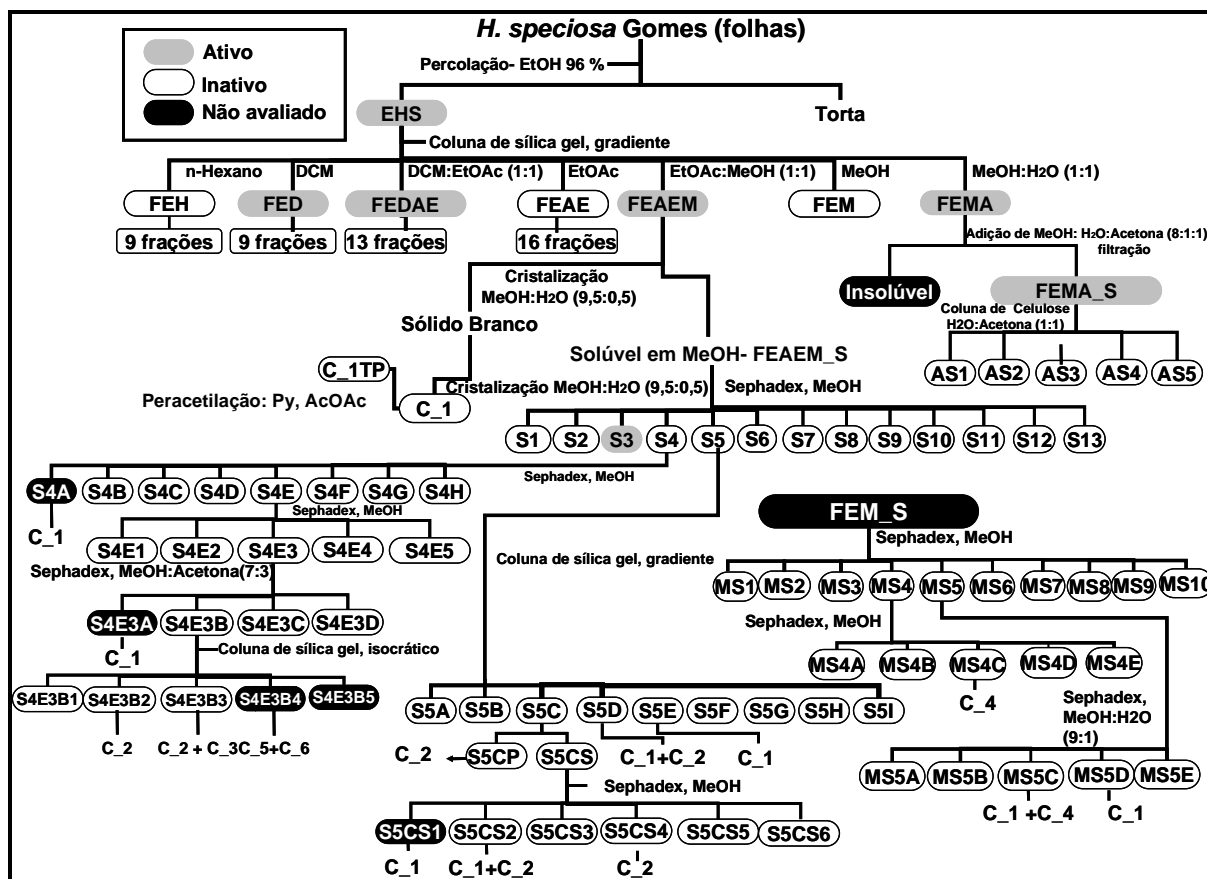 H. speciosa Gomes (folhas)
Ativo
Inativo
Não avaliado
Percolação- EtOH 96 %
EHS
Torta
Coluna de sílica gel, gradiente
n-Hexano
DCM
DCM:EtOAc (1:1)
EtOAc
EtOAc:MeOH (1:1)
MeOH
MeOH:H2O (1:1)
FEH
FED
FEDAE
FEAE
FEAEM
FEM
FEMA
9 frações
9 frações
13 frações
16 frações
Adição de MeOH: H2O:Acetona (8:1:1)
filtração
Cristalização
MeOH:H2O (9,5:0,5)
Insolúvel
FEMA_S
Sólido Branco
Coluna de Celulose
H2O:Acetona (1:1)
Solúvel em MeOH- FEAEM_S
AS1
AS2
AS3
AS4
AS5
C_1TP
Cristalização MeOH:H2O (9,5:0,5)
Sephadex, MeOH
Peracetilação: Py, AcOAc
C_1
S1
S2
S3
S4
S5
S6
S7
S8
S9
S10
S11
S12
S13
Sephadex, MeOH
S4A
S4B
S4C
S4D
S4E
S4F
S4G
S4H
C_1
Sephadex, MeOH
FEM_S
S4E1
S4E2
S4E3
S4E4
S4E5
Sephadex, MeOH
Coluna de sílica gel, gradiente
Sephadex, MeOH:Acetona(7:3)
MS1
MS2
MS3
MS4
MS5
MS6
MS7
MS8
MS9
MS10
S4E3A
S4E3B
S4E3C
S4E3D
Sephadex, MeOH
C_1
Coluna de sílica gel, isocrático
MS4A
MS4B
MS4C
MS4D
MS4E
S4E3B1
S4E3B2
S4E3B3
S4E3B4
S4E3B5
C_4
S5A
S5B
S5C
S5D
S5E
S5F
S5G
S5H
S5I
Sephadex,
MeOH:H2O
(9:1)
C_2
C_2 + C_3
C_5+C_6
C_2
S5CP
S5CS
C_1+C_2
C_1
MS5A
MS5B
MS5C
MS5D
MS5E
Sephadex, MeOH
C_1 +C_4
C_1
S5CS1
S5CS2
S5CS3
S5CS4
S5CS5
S5CS6
C_1
C_1+C_2
C_2